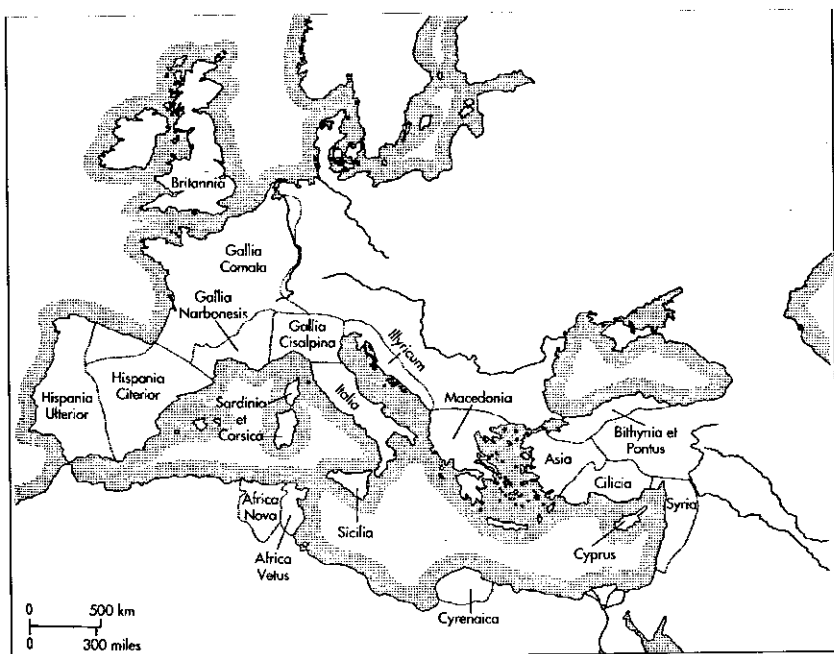 Britannia
Gallia
Comata
Gallia
Narbonesis
Gallia
Cisalpina
Illyricum
Hispania
Ulterior
Hispania
Citerior
Sardinia
et
Corsica
Italia
Macedonia
Bithynia et
Pontus
Asia
Cilicia
Syria
Africa
Nova
Sicilia
Africa
Vetus
Cyprus
Cyrenaica
0 500 km
0 300 miles